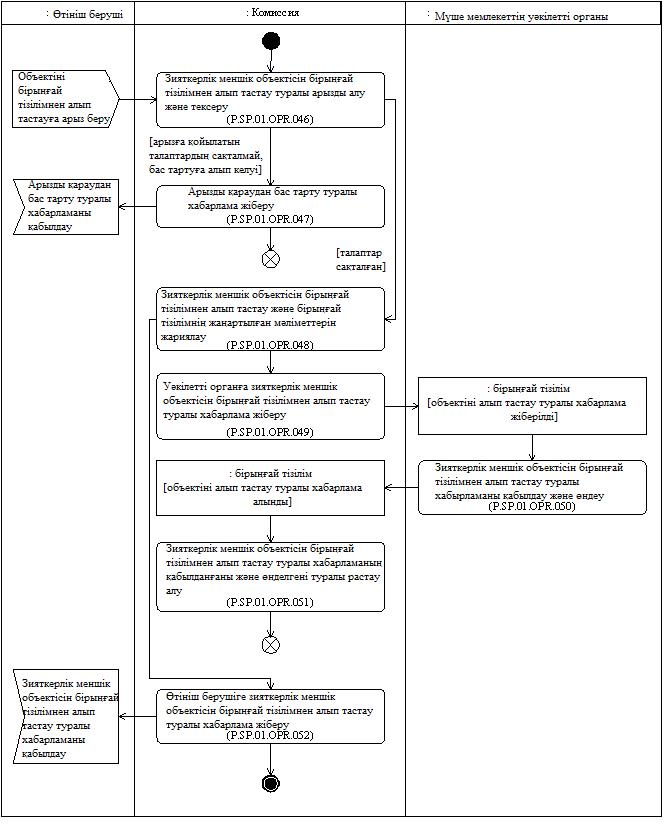 : Өтініш беруші
: Комиссия
: Мүше мемлекеттін уәкілетті органы
Объектіні
бірыңғай
тізілімнен алып
тастауға арыз беру
Зияткерлік меншік объектісін бірыңғай
тізілімнен алып тастау туралы арызды алу
және тексеру
(P.SP.01.OPR.046)
[арызға қойылатын
талаптардың сақталмай,
бас тартуға алып келуі]
Арызды қараудан
бас тарту туралы
хабарламаны
қабылдау
Арызды қараудан бас тарту туралы
хабарлама жіберу
(P.SP.01.OPR.047)
[талаптар
сақталған]
Зияткерлік меншік объектісін бірыңғай
тізілімнен алып тастау және бірыңғай
тізілімнің жаңартылған мәліметтерін
жариялау
(P.SP.01.OPR.048)
Уәкілетті органға зияткерлік меншік
объектісін бірыңғай тізілімнен алып тастау
туралы хабарлама жіберу
(P.SP.01.OPR.049)
: бірыңғай тізілім
[объектіні алып тастау туралы хабарлама
жіберілді]
: бірыңғай тізілім
[объектіні алып тастау туралы хабарлама
алынды]
Зияткерлік меншік объектісін бірыңғай
тізілімнен алып тастау туралы
хабырламаны қабылдау және өңдеу
(P.SP.01.OPR.050)
Зияткерлік меншік объектісін бірыңғай
тізілімнен алып тастау туралы хабарламаның
қабылданғаны және өңделгені туралы растау
алу
(P.SP.01.OPR.051)
Зияткерлік меншік
объектісін бірыңғай
тізілімнен алып
тастау туралы
хабарламаны
қабылдау
Өтініш берушіге зияткерлік меншік
объектісін бірыңғай тізілімнен алып тастау
туралы хабарлама жіберу
(P.SP.01.OPR.052)